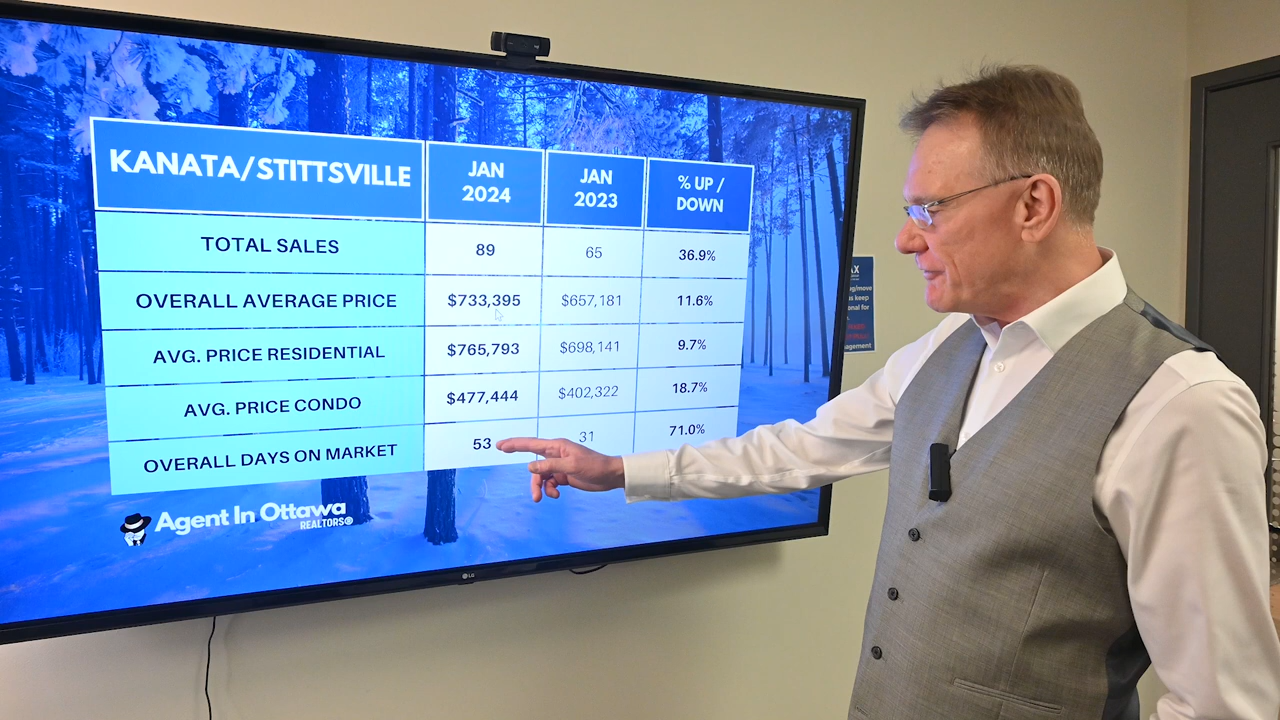 KANATA/STITTSVILLE
JAN
2024
JAN
2023
% UP /
DOWN
TOTAL SALES
89
65
36.9%
OVERALL AVERAGE PRICE
$733,395
$657,181
11.6%
AVG. PRICE RESIDENTIAL
$765,793
$698,141
9.7%
AVG. PRICE CONDO
$477,444
$402,322
18.7%
OVERALL DAYS ON MARKET
53
31
71.0%
Agent In Ottawa
REALTORS®
LG